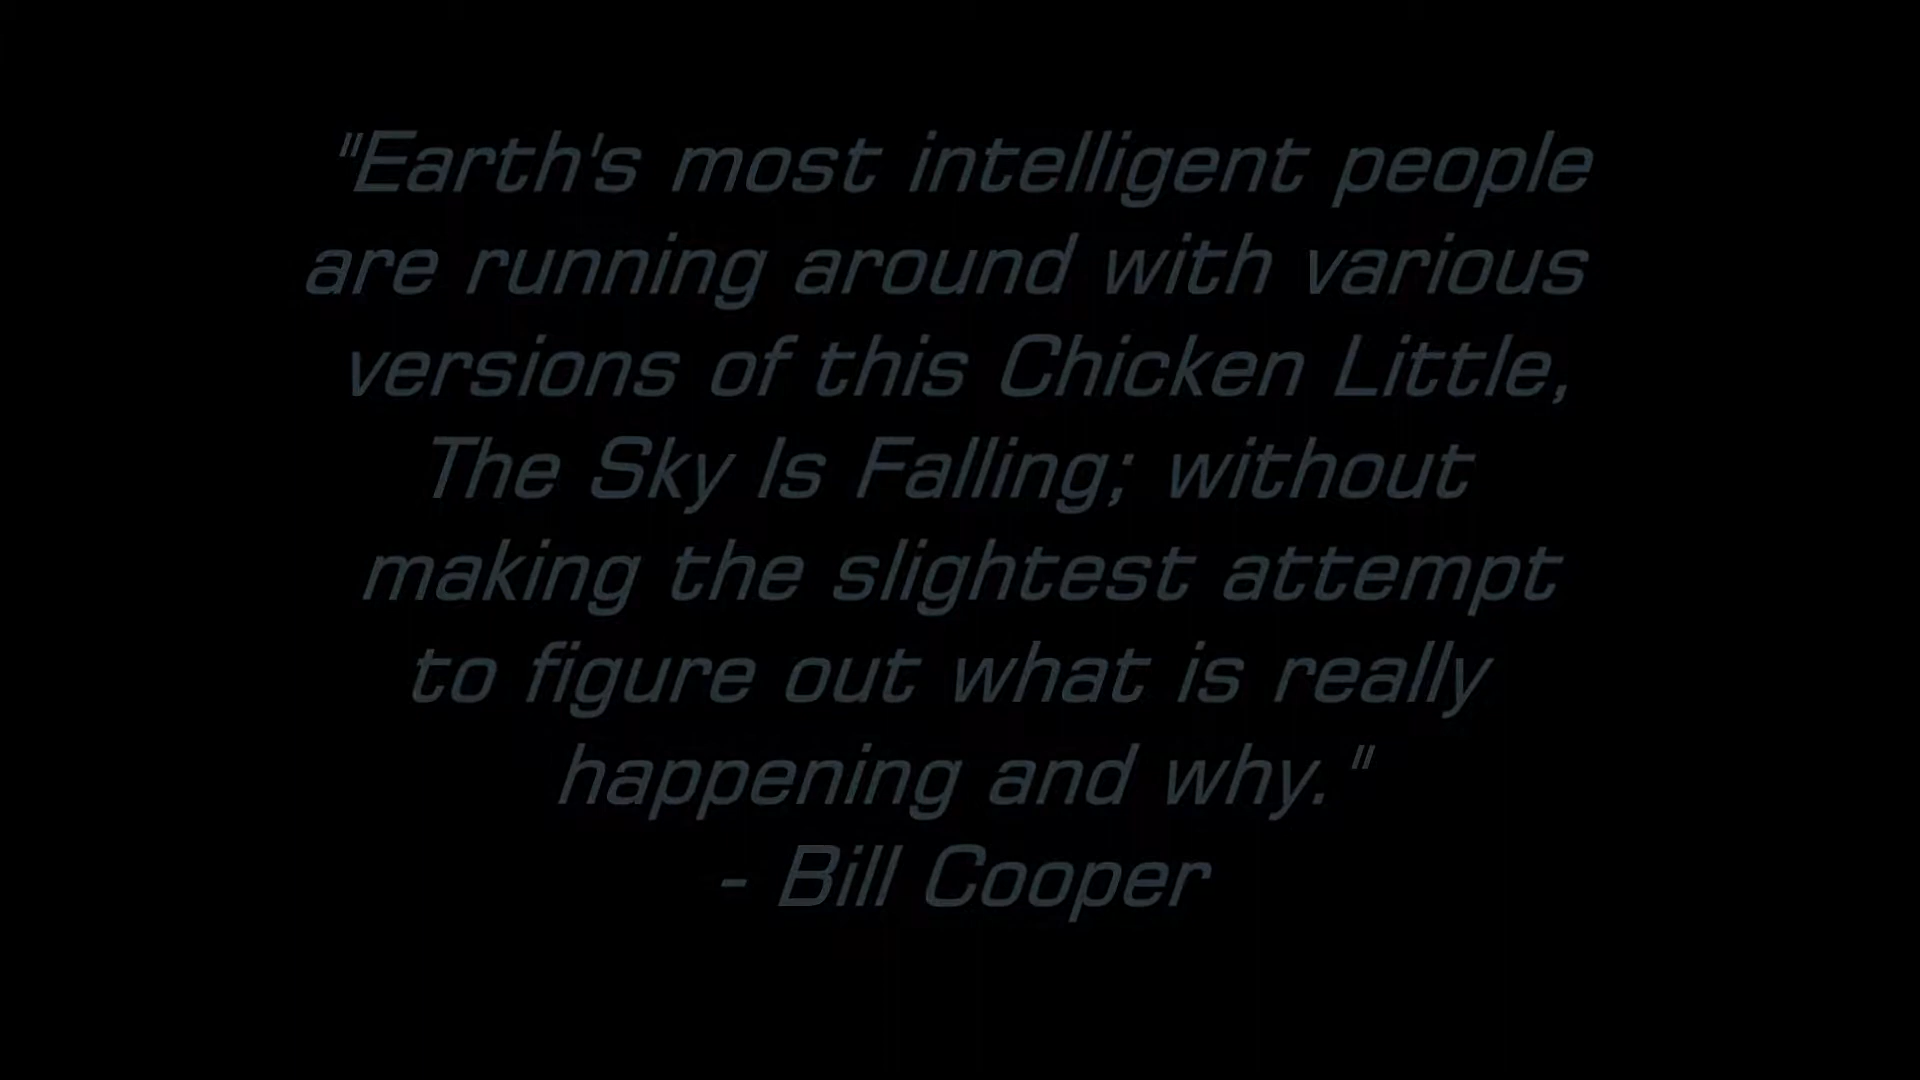 "Earth's most intelligent people
are running around with various
versions of this Chicken Little,
The Sky Is Falling; without
making the slightest attempt
to figure out what is really
happening and why."
- Bill Cooper